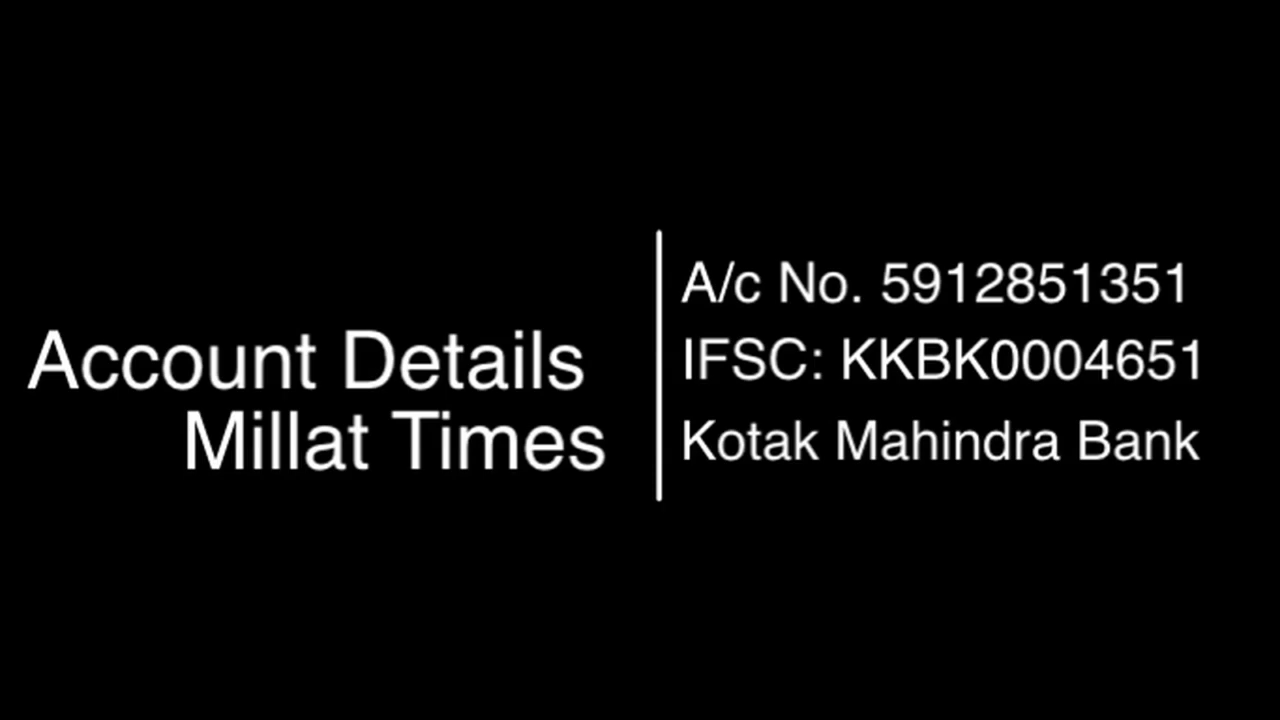 Account Details
Millat Times
A/c No. 5912851351
IFSC: KKBK0004651
Kotak Mahindra Bank